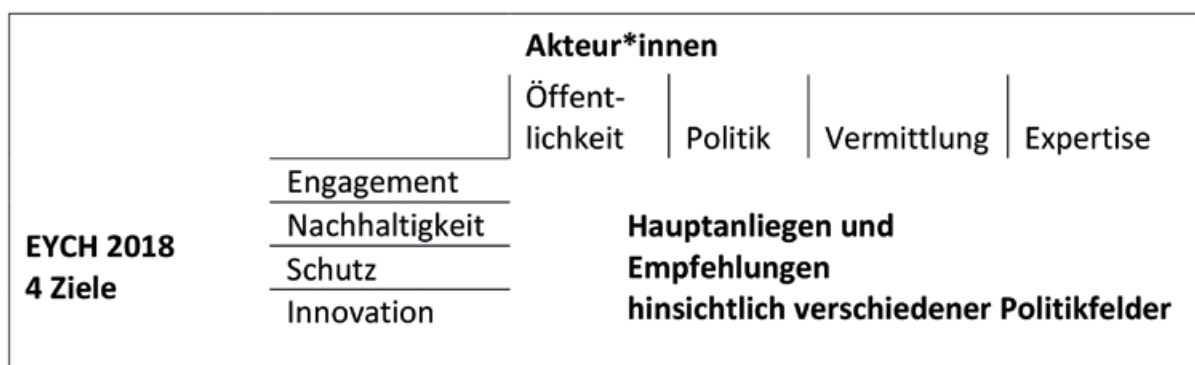 Akteur*innen
Öffent-
lichkeit Politik Vermittlung Expertise
Engagement
Nachhaltigkeit
Schutz
Innovation
EYCH 2018
4 Ziele
Hauptanliegen und
Empfehlungen
hinsichtlich verschiedener Politikfelder